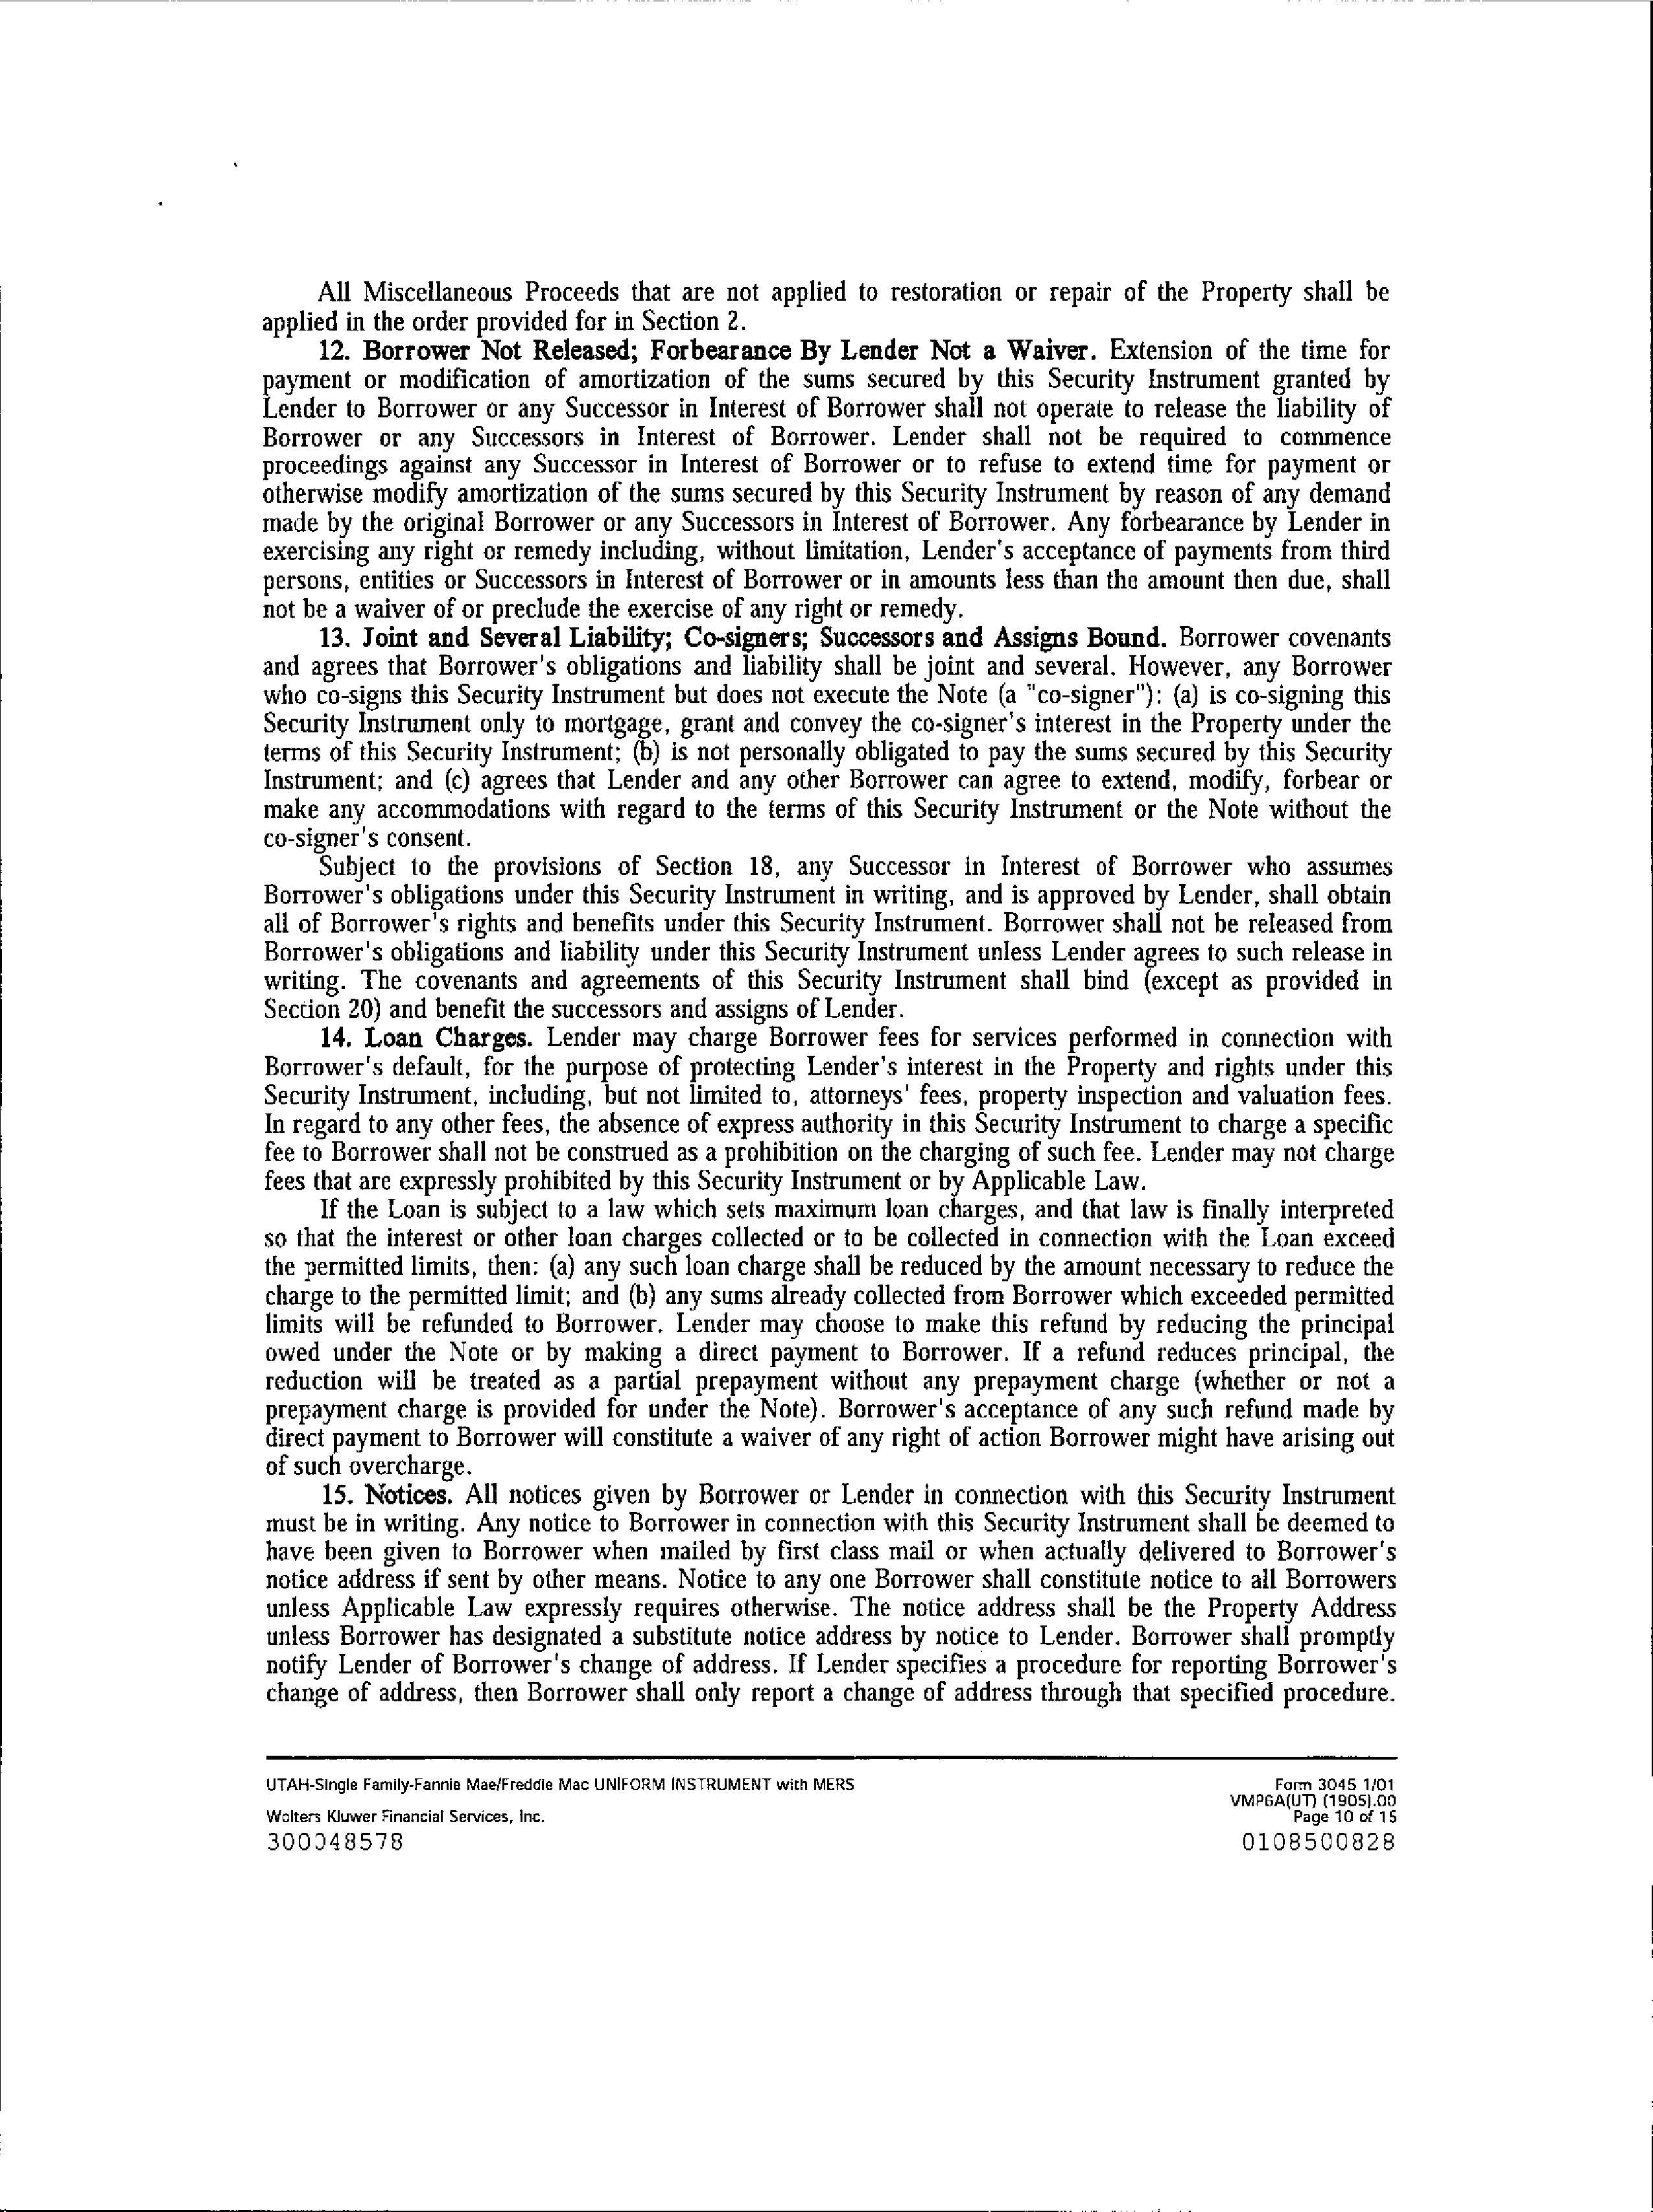 All Miscellaneous Proceeds that are not applied to restoration or repair of the Property shall be
applied in the order provided for in Section 2.
12. Borrower Not Released; Forbearance By Lender Not a Waiver. Extension of the time for
payment or modification of amortization of the sums secured by this Security Instrument granted by
Lender to Borrower or any Successor in Interest of Borrower shall not operate to release the liability of
Borrower or any Successors in Interest of Borrower. Lender shall not be required to commence
proceedings against any Successor in Interest of Borrower or to refuse to extend time for payment or
otherwise modify amortization of the sums secured by this Security Instrument by reason of any demand
made by the original Borrower or any Successors in Interest of Borrower. Any forbearance by Lender in
exercising any right or remedy including, without limitation, Lender's acceptance of payments from third
persons, entities or Successors in Interest of Borrower or in amounts less than the amount then due, shall
not be a waiver of or preclude the exercise of any right or remedy.
13. Joint and Several Liability; Co-signers; Successors and Assigns Bound. Borrower covenants
and agrees that Borrower's obligations and liability shall be joint and several. However, any Borrower
who co-signs this Security Instrument but does not execute the Note (a "co-signer"): (a) is co-signing this
Security Instrument only to mortgage, grant and convey the co-signer's interest in the Property under the
terms of this Security Instrument; (b) is not personally obligated to pay the sums secured by this Security
Instrument; and (c) agrees that Lender and any other Borrower can agree to extend, modify, forbear or
make any accommodations with regard to the terms of this Security Instrument or the Note without the
co-signer's consent.
Subject to the provisions of Section 18, any Successor in Interest of Borrower who assumes
Borrower's obligations under this Security Instrument in writing, and is approved by Lender, shall obtain
all of Borrower's rights and benefits under this Security Instrument. Borrower shall not be released from
Borrower's obligations and liability under this Security Instrument unless Lender agrees to such release in
writing. The covenants and agreements of this Security Instrument shall bind (except as provided in
Section 20) and benefit the successors and assigns of Lender.
14. Loan Charges. Lender may charge Borrower fees for services performed in connection with
Borrower's default, for the purpose of protecting Lender's interest in the Property and rights under this
Security Instrument, including, but not limited to, attorneys' fees, property inspection and valuation fees.
In regard to any other fees, the absence of express authority in this Security Instrument to charge a specific
fee to Borrower shall not be construed as a prohibition on the charging of such fee. Lender may not charge
fees that are expressly prohibited by this Security Instrument or by Applicable Law.
If the Loan is subject to a law which sets maximum loan charges, and that law is finally interpreted
so that the interest or other loan charges collected or to be collected in connection with the Loan exceed
the permitted limits, then: (a) any such loan charge shall be reduced by the amount necessary to reduce the
charge to the permitted limit; and (b) any sums already collected from Borrower which exceeded permitted
limits will be refunded to Borrower. Lender may choose to make this refund by reducing the principal
owed under the Note or by making a direct payment to Borrower. If a refund reduces principal, the
reduction will be treated as a partial prepayment without any prepayment charge (whether or not a
prepayment charge is provided for under the Note). Borrower's acceptance of any such refund made by
direct payment to Borrower will constitute a waiver of any right of action Borrower might have arising out
of such overcharge.
15. Notices. All notices given by Borrower or Lender in connection with this Security Instrument
must be in writing. Any notice to Borrower in connection with this Security Instrument shall be deemed to
have been given to Borrower when mailed by first class mail or when actually delivered to Borrower's
notice address if sent by other means. Notice to any one Borrower shall constitute notice to all Borrowers
unless Applicable Law expressly requires otherwise. The notice address shall be the Property Address
unless Borrower has designated a substitute notice address by notice to Lender. Borrower shall promptly
notify Lender of Borrower's change of address. If Lender specifies a procedure for reporting Borrower's
change of address, then Borrower shall only report a change of address through that specified procedure.
UTAH-Single Family-Fannie Mae/Freddie Mac UNIFORM INSTRUMENT with MERS
Form 3045 1/01
VMP6A(UT) (1905).00
Wolters Kluwer Financial Services, Inc.
Page 10 of 15
300048578
0108500828